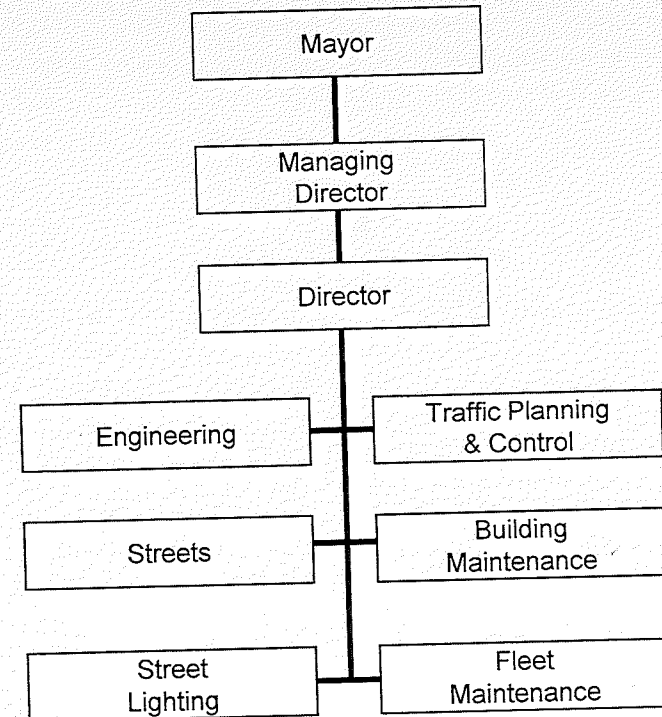 Mayor
Managing
Director
Director
Engineering
Traffic Planning
& Control
Streets
Building
Maintenance
Street
Lighting
Fleet
Maintenance